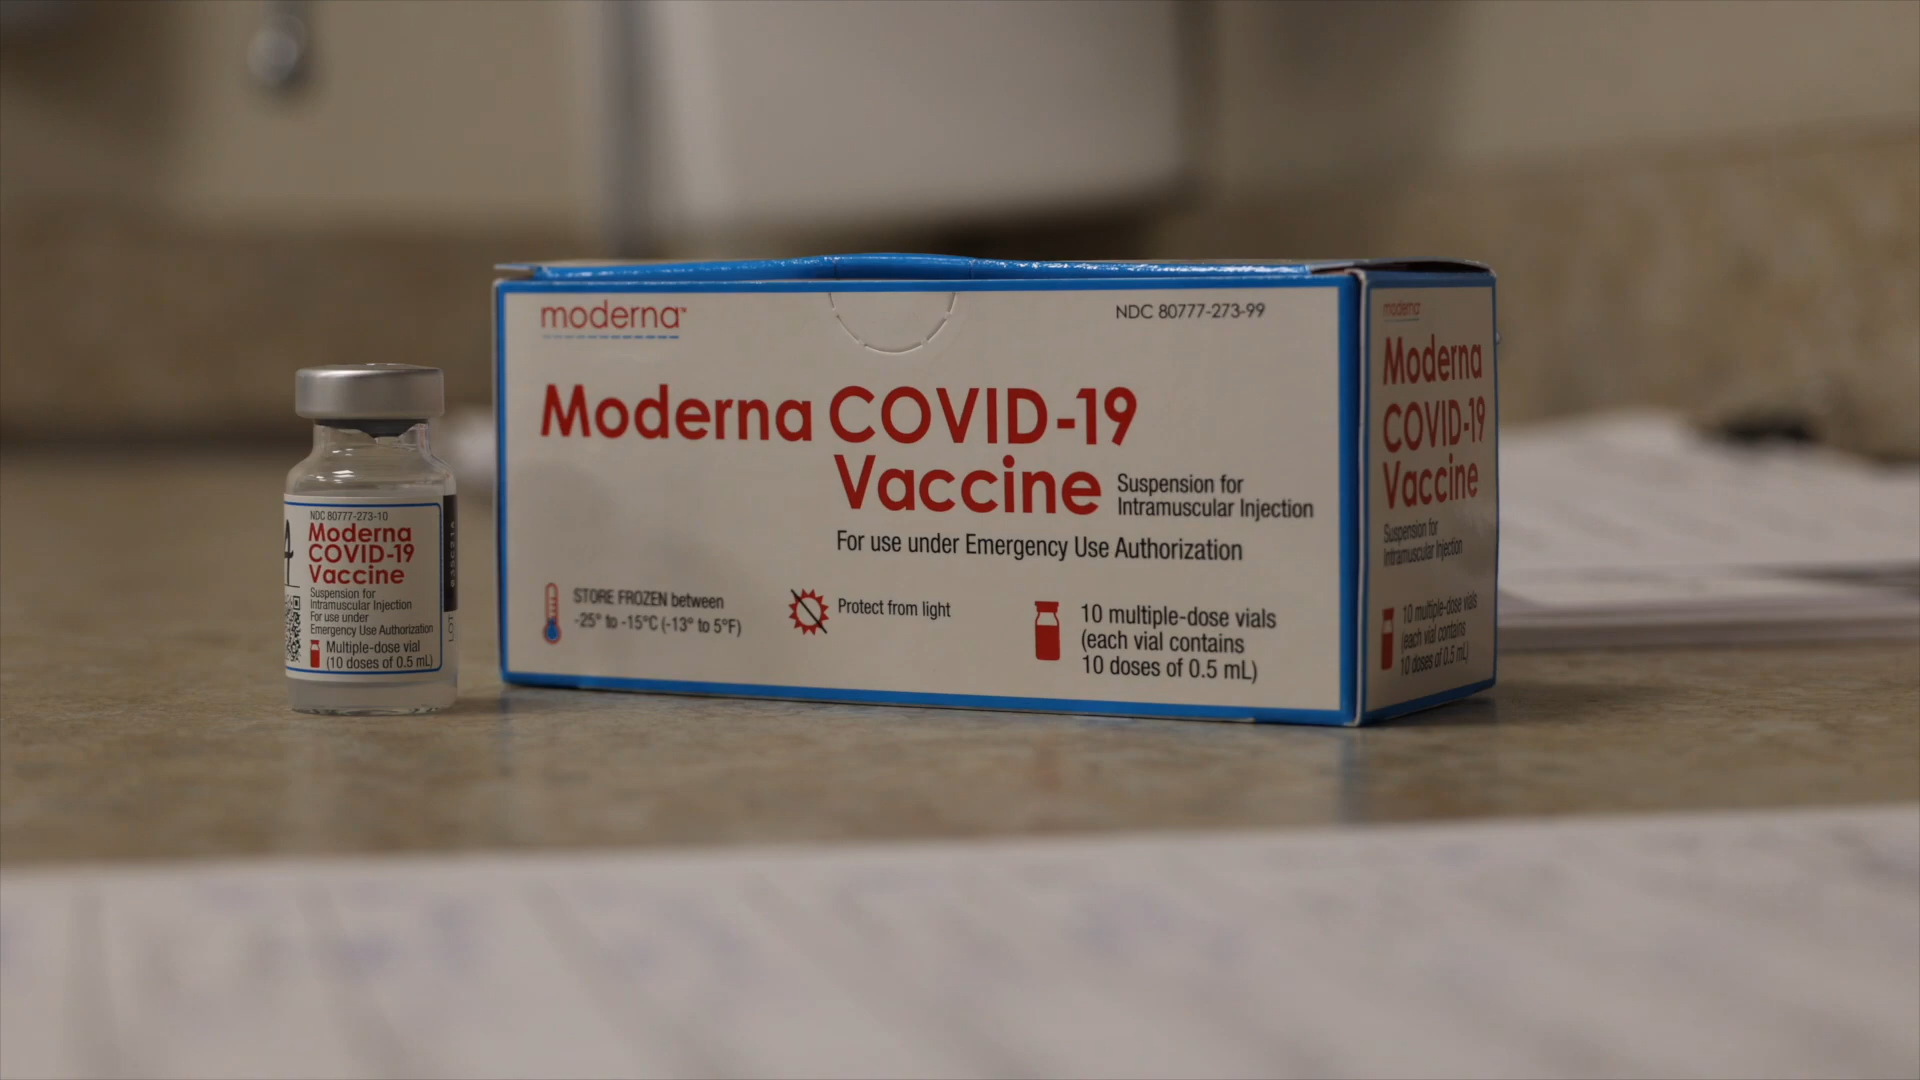 moderna™
NDC 80777-273-99
Moderna COVID-19
Vaccine
Suspension for
Intramuscular Injection
For use under Emergency Use Authorization
STORE FROZEN between
-25° to -15°C (-13° to 5°F)
Protect from light
10 multiple-dose vials
(each vial contains
10 doses of 0.5 mL)
moderna
Moderna
COVID-19
Vaccine
Suspension for
Intramuscular Injection
10 multiple-dose vials
(each vial contains
10 doses of 0.5 mL)
NDC 80777-273-10
Moderna
COVID-19
Vaccine
Suspension for
Intramuscular Injection
For use under
Emergency Use Authorization
Multiple-dose vial
(10 doses of 0.5 mL)
LOT